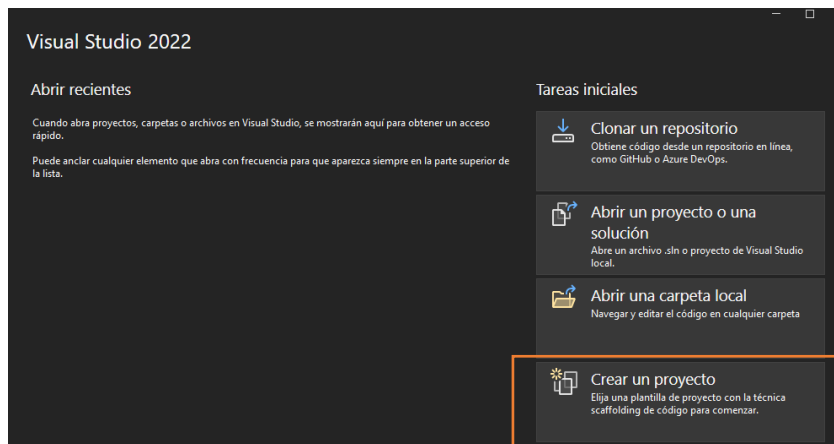 Visual Studio 2022
Abrir recientes
Cuando abra proyectos, carpetas o archivos en Visual Studio, se mostrarán aquí para obtener un acceso
rápido.
Puede anclar cualquier elemento que abra con frecuencia para que aparezca siempre en la parte superior de
la lista.
Tareas iniciales
Clonar un repositorio
Obtiene código desde un repositorio en línea,
como GitHub o Azure DevOps.
Abrir un proyecto o una
solución
Abre un archivo .sln o proyecto de Visual Studio
local.
Abrir una carpeta local
Navegar y editar el código en cualquier carpeta
Crear un proyecto
Elija una plantilla de proyecto con la técnica
scaffolding de código para comenzar.